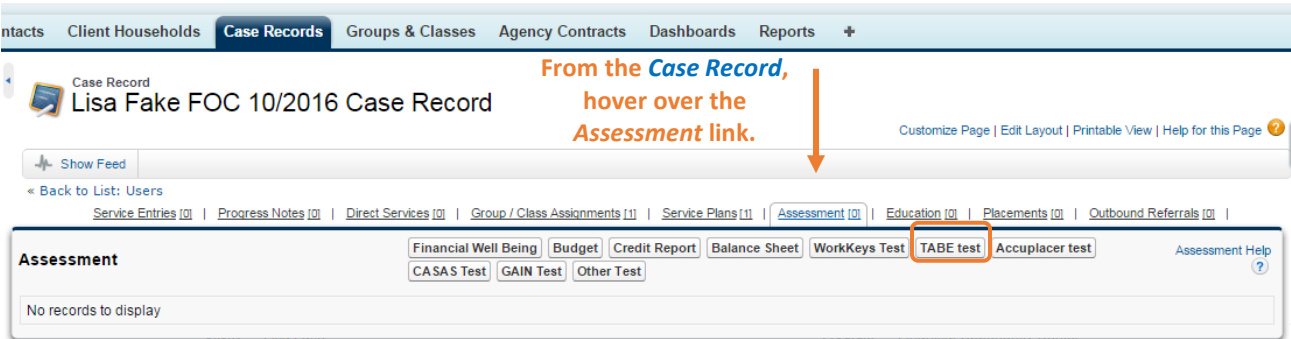 ntacts Client Households Case Records Groups & Classes Agency Contracts Dashboards Reports +
From the Case Record,
hover over the
Assessment link.
Case Record
Lisa Fake FOC 10/2016 Case Record
Customize Page | Edit Layout | Printable View | Help for this Page ?
Show Feed
« Back to List: Users
Service Entries [0] | Progress Notes [0] | Direct Services [0] | Group / Class Assignments [1] | Service Plans [1] | Assessment [0] | Education [0] | Placements [0] | Outbound Referrals [0] |
Assessment
Financial Well Being Budget Credit Report Balance Sheet WorkKeys Test TABE test Accuplacer test
CASAS Test GAIN Test Other Test
Assessment Help
?
No records to display